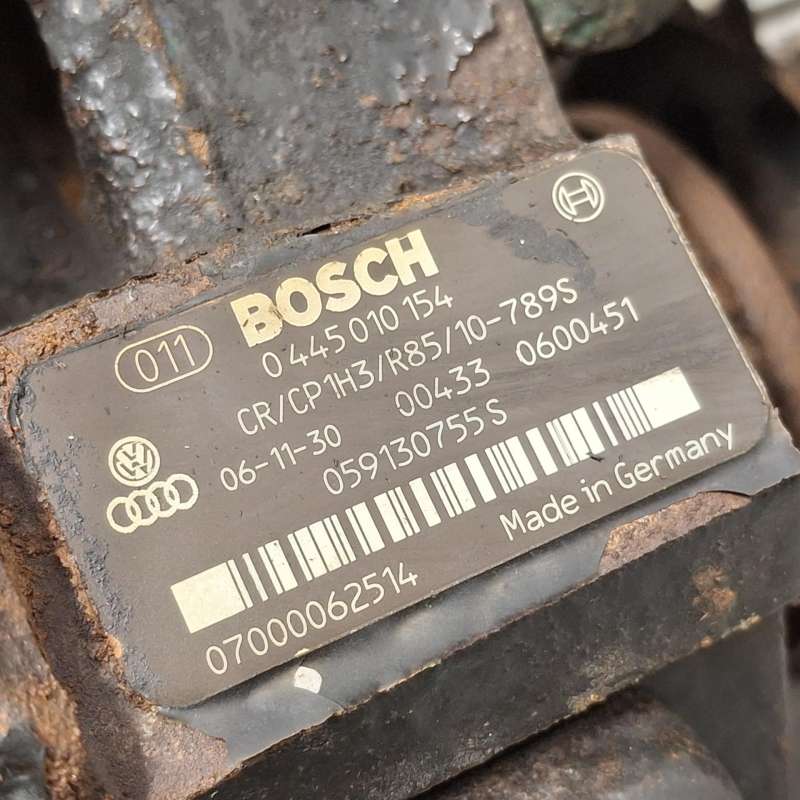 BOSCH
011
0 445 010 154
CR/CP1H3/R85/10-789S
06-11-30 00433 0600451
059130755S
Made in Germany
07000062514